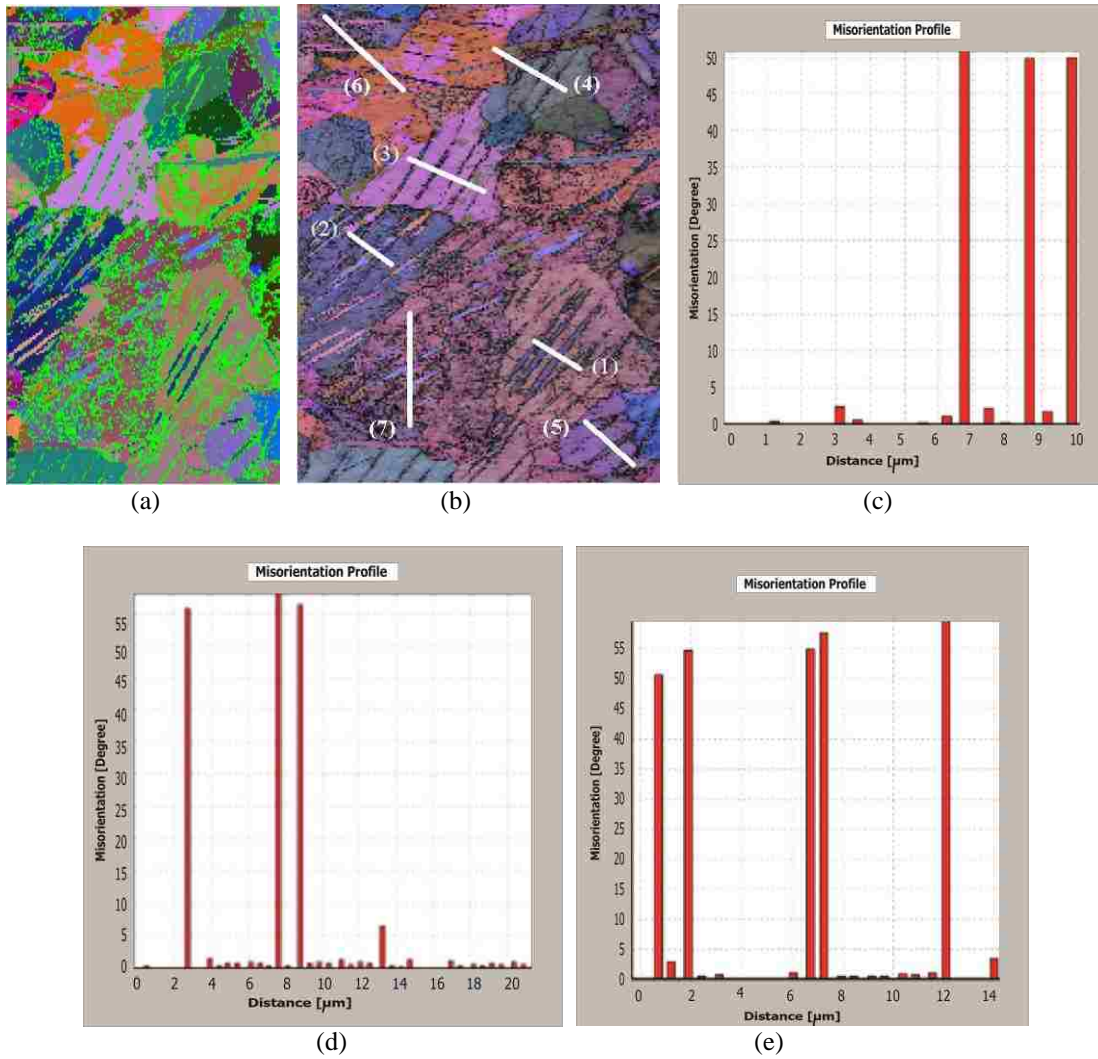 (6)
(4)
(3)
(2)
(1)
(7)
(5)
(a)
(b)
Misorientation Profile
50
45
40
35
30
25
20
15
10
5
0
Misorientation [Degree]
0 1 2 3 4 5 6 7 8 9 10
Distance [µm]
(c)
Misorientation Profile
55
50
45
40
35
30
25
20
15
10
5
0
Misorientation [Degree]
0 2 4 6 8 10 12 14 16 18 20
Distance [µm]
(d)
Misorientation Profile
55
50
45
40
35
30
25
20
15
10
5
0
Misorientation [Degree]
0 2 4 6 8 10 12 14
Distance [µm]
(e)